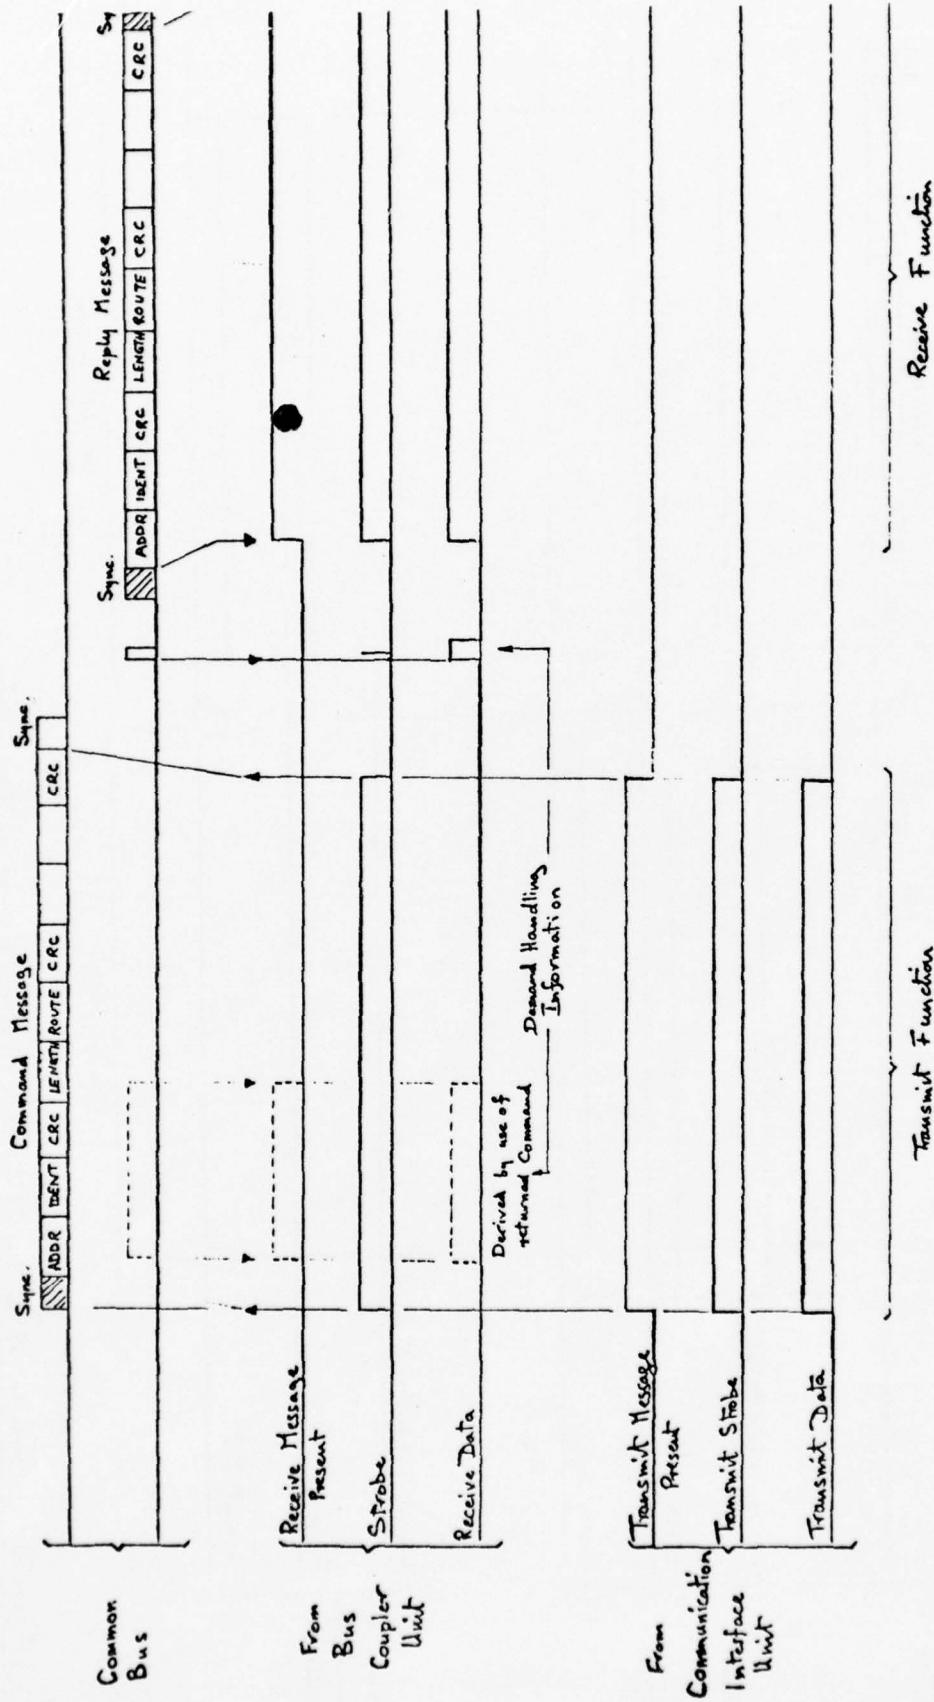 Common
Bus
Sync.
Command Message
ADDR IDENT CRC LENGTH ROUTE CRC CRC
Sync.
Sync.
Reply Message
ADDR IDENT CRC LENGTH ROUTE CRC CRC
Sy
From
Bus
Coupler
Unit
Receive Message
Present
Strobe
Receive Data
Derived by use of
returned Command
Demand Handling
Information
From
Communication
Interface
Unit
Transmit Message
Present
Transmit Strobe
Transmit Data
Transmit Function
Receive Function